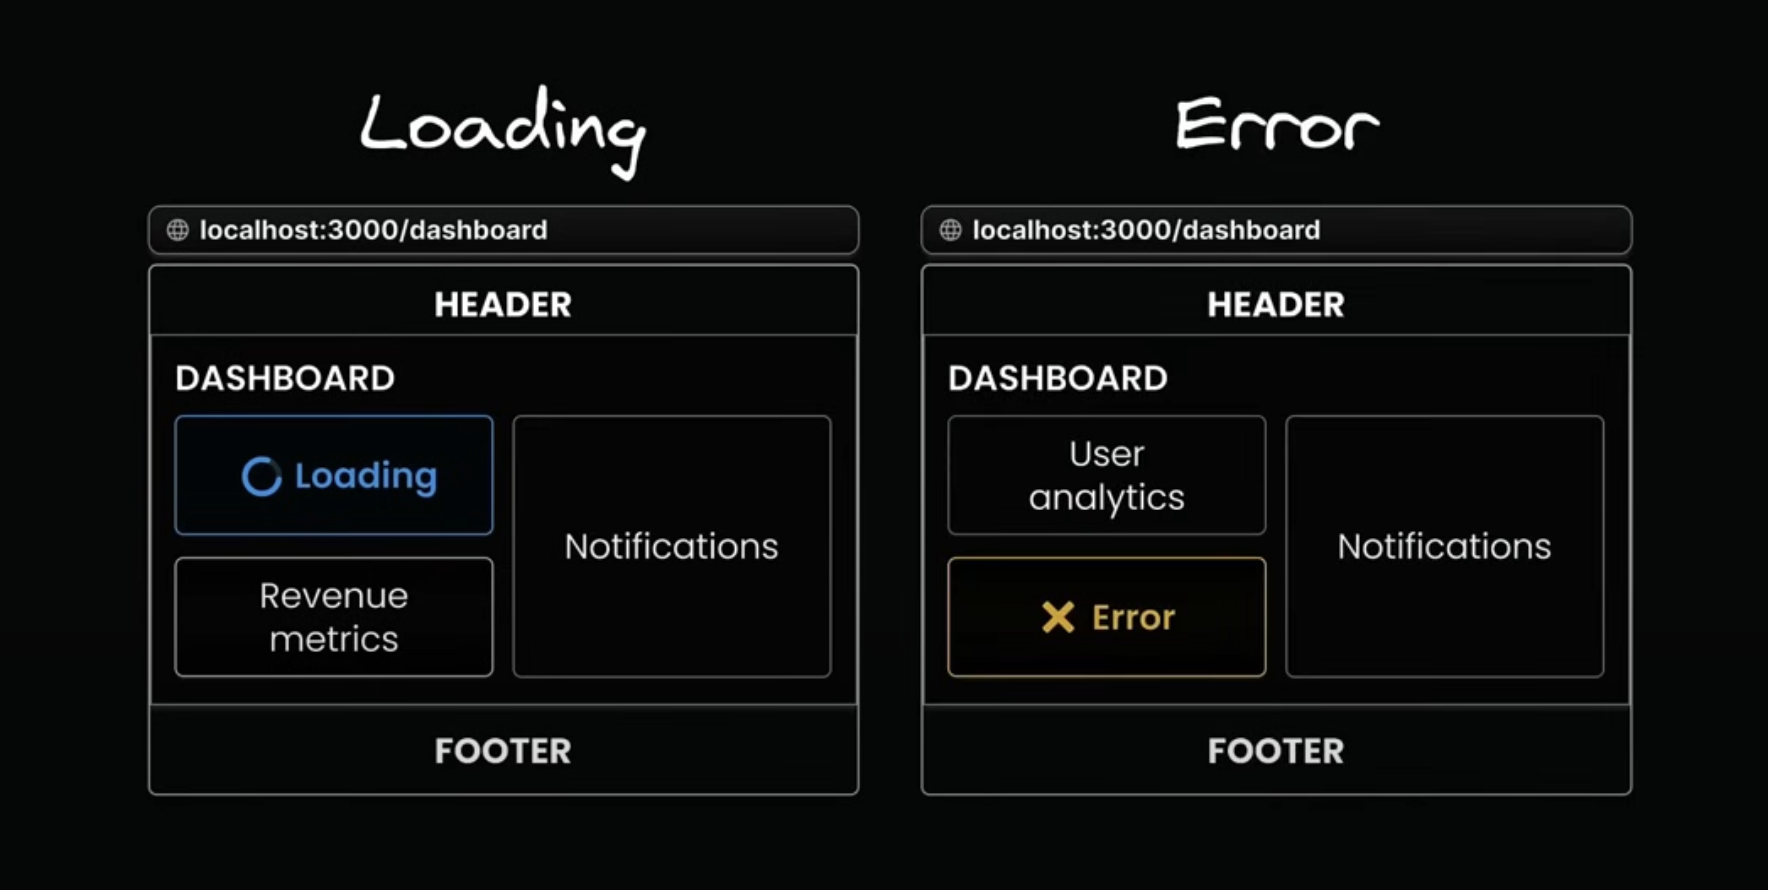 Loading
localhost:3000/dashboard
HEADER
DASHBOARD
Loading
Notifications
Revenue
metrics
FOOTER
Error
localhost:3000/dashboard
HEADER
DASHBOARD
User
analytics
Notifications
Error
FOOTER